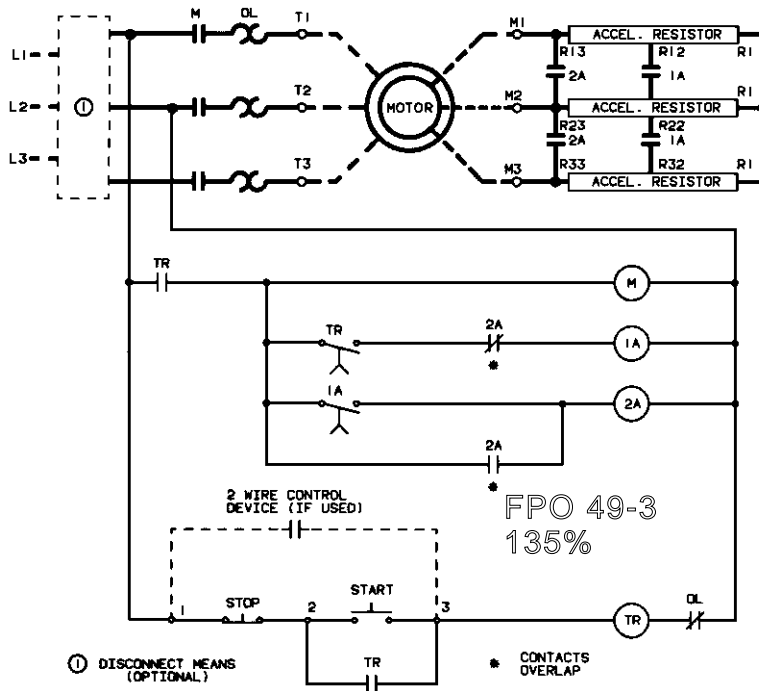 M OL T1 M1 ACCEL. RESISTOR
L1 R13 R12 R1
2A 1A
L2 1 T2 MOTOR M2 ACCEL. RESISTOR R1
R23 R22
2A 1A
L3 T3 M3 R33 R32 R1
ACCEL. RESISTOR
TR M
TR 2A 1A
*
1A 2A
2A
*
2 WIRE CONTROL
DEVICE (IF USED)
FPO 49-3
135%
1 STOP 2 START 3 TR OL
TR
1 DISCONNECT MEANS
(OPTIONAL)
* CONTACTS
OVERLAP